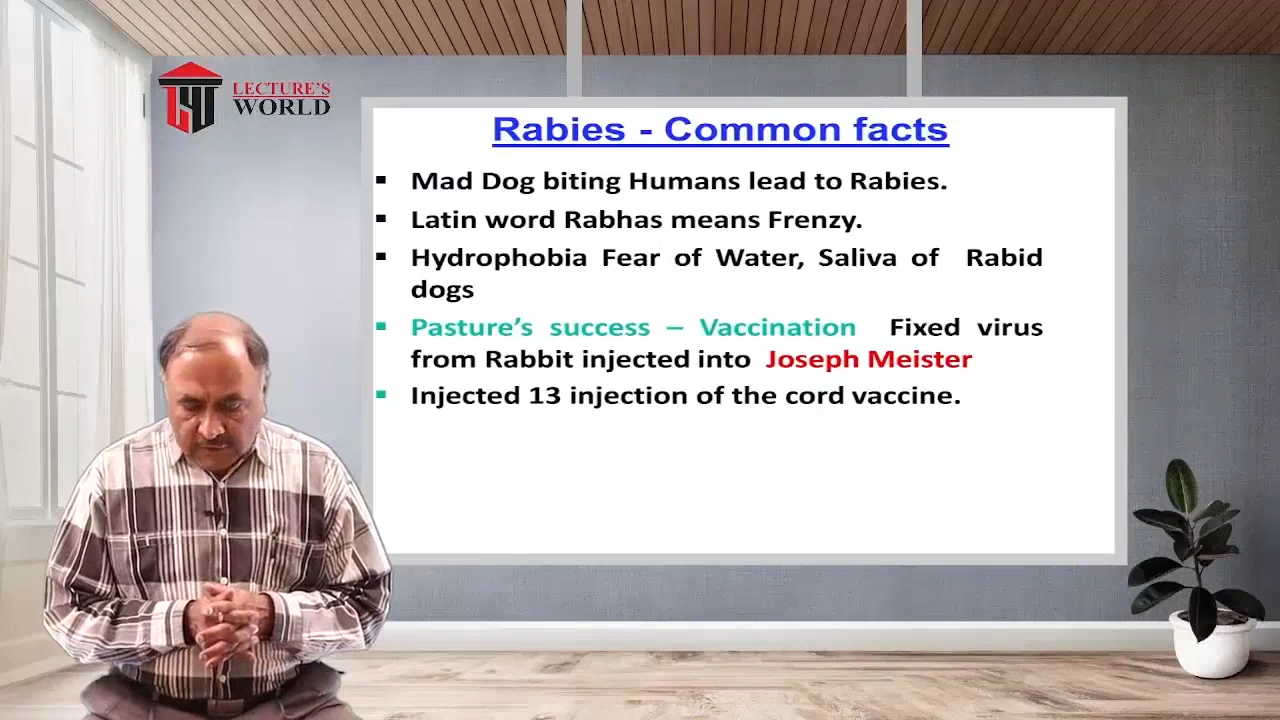 LECTURE'S
WORLD
Rabies - Common facts
▪ Mad Dog biting Humans lead to Rabies.
▪ Latin word Rabhas means Frenzy.
▪ Hydrophobia Fear of Water, Saliva of Rabid
dogs
▪ Pasture's success – Vaccination Fixed virus
from Rabbit injected into Joseph Meister
▪ Injected 13 injection of the cord vaccine.